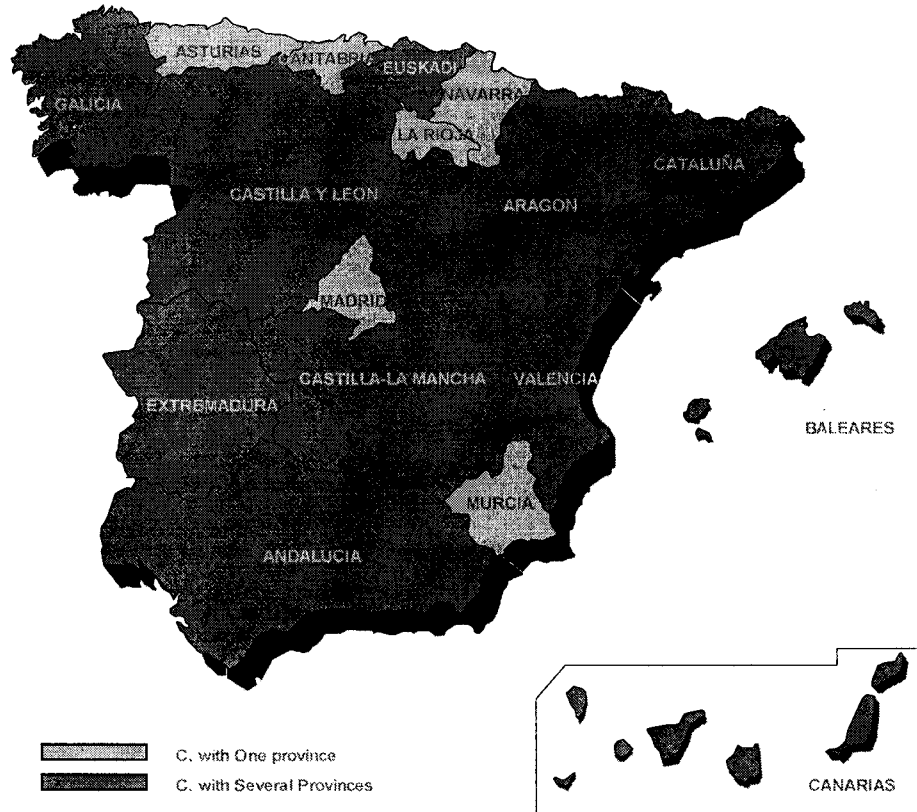 ASTURIAS
ANTABRI
EUSKADI
GALICIA
NAVARRA
LA RIOJA
CATALUÑA
CASTILLA Y LEON
ARAGON
MADRID
CASTILLA-LA MANCHA
VALENCIA
EXTREMADURA
BALEARES
MURCIA
ANDALUCIA
C. with One province
C. with Several Provinces
CANARIAS